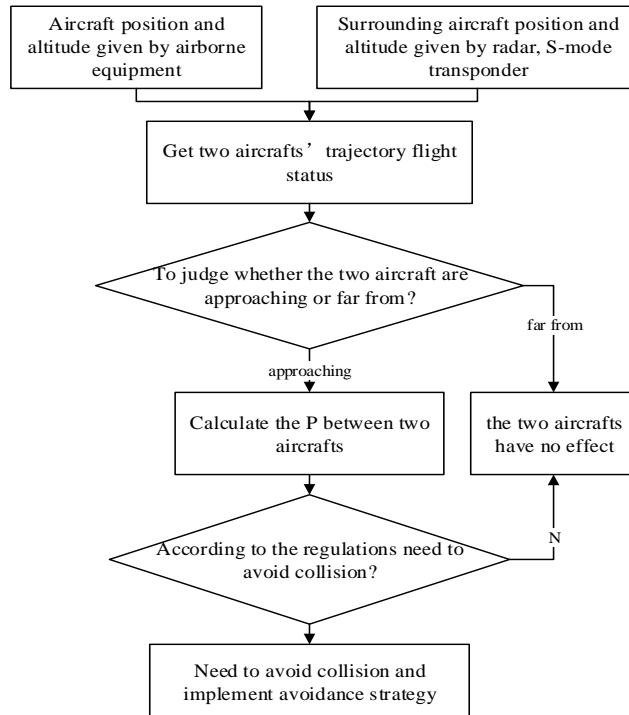 Aircraft position and
altitude given by airborne
equipment
Surrounding aircraft position and
altitude given by radar, S-mode
transponder
Get two aircrafts’ trajectory flight
status
To judge whether the two aircraft are
approaching or far from?
far from
approaching
Calculate the P between two
aircrafts
the two aircrafts
have no effect
According to the regulations need to
avoid collision?
N
Need to avoid collision and
implement avoidance strategy